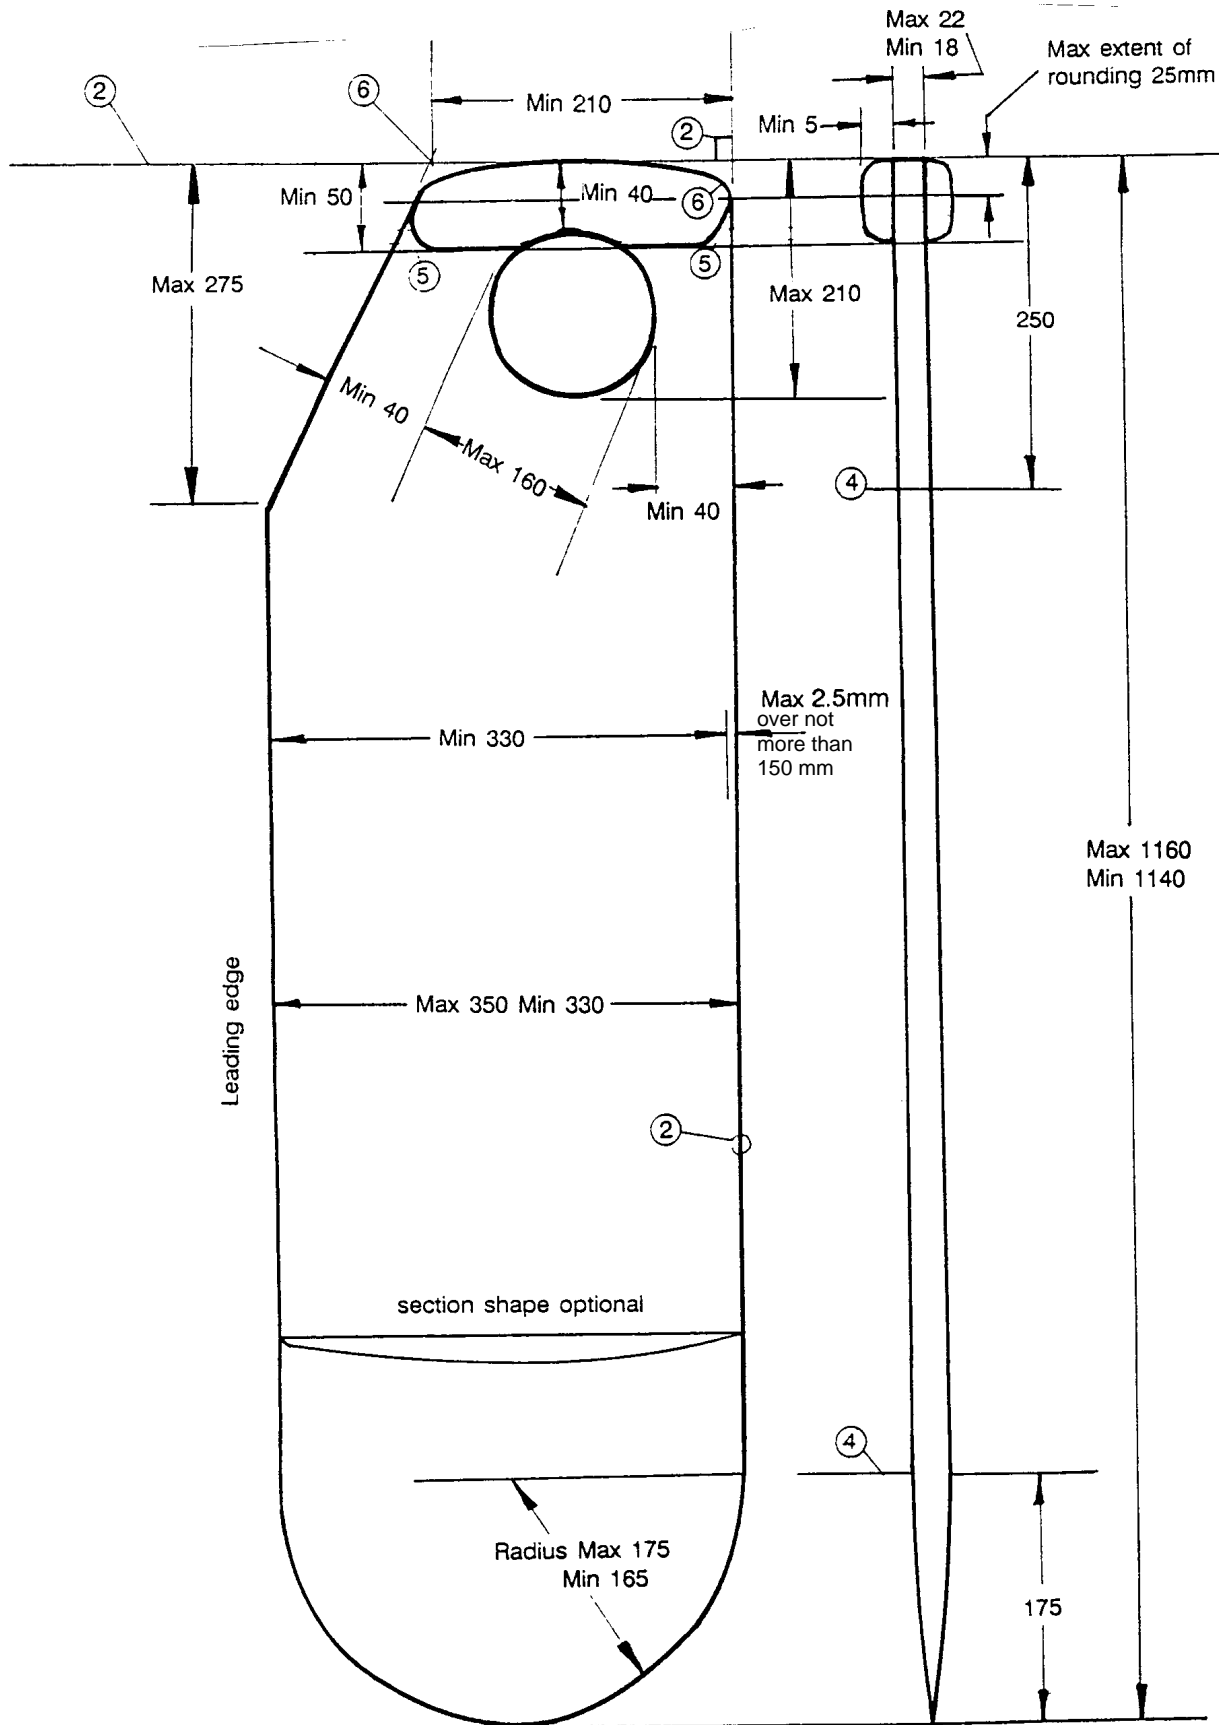 Max 22
Min 18
Max extent of
rounding 25mm
2
6
Min 210
2
Min 5
Min 50
Min 40
6
5
5
Max 275
Max 210
250
Min 40
Max 160
Min 40
4
Max 2.5mm
over not
more than
150 mm
Min 330
Max 1160
Min 1140
Leading edge
Max 350 Min 330
2
section shape optional
4
Radius Max 175
Min 165
175